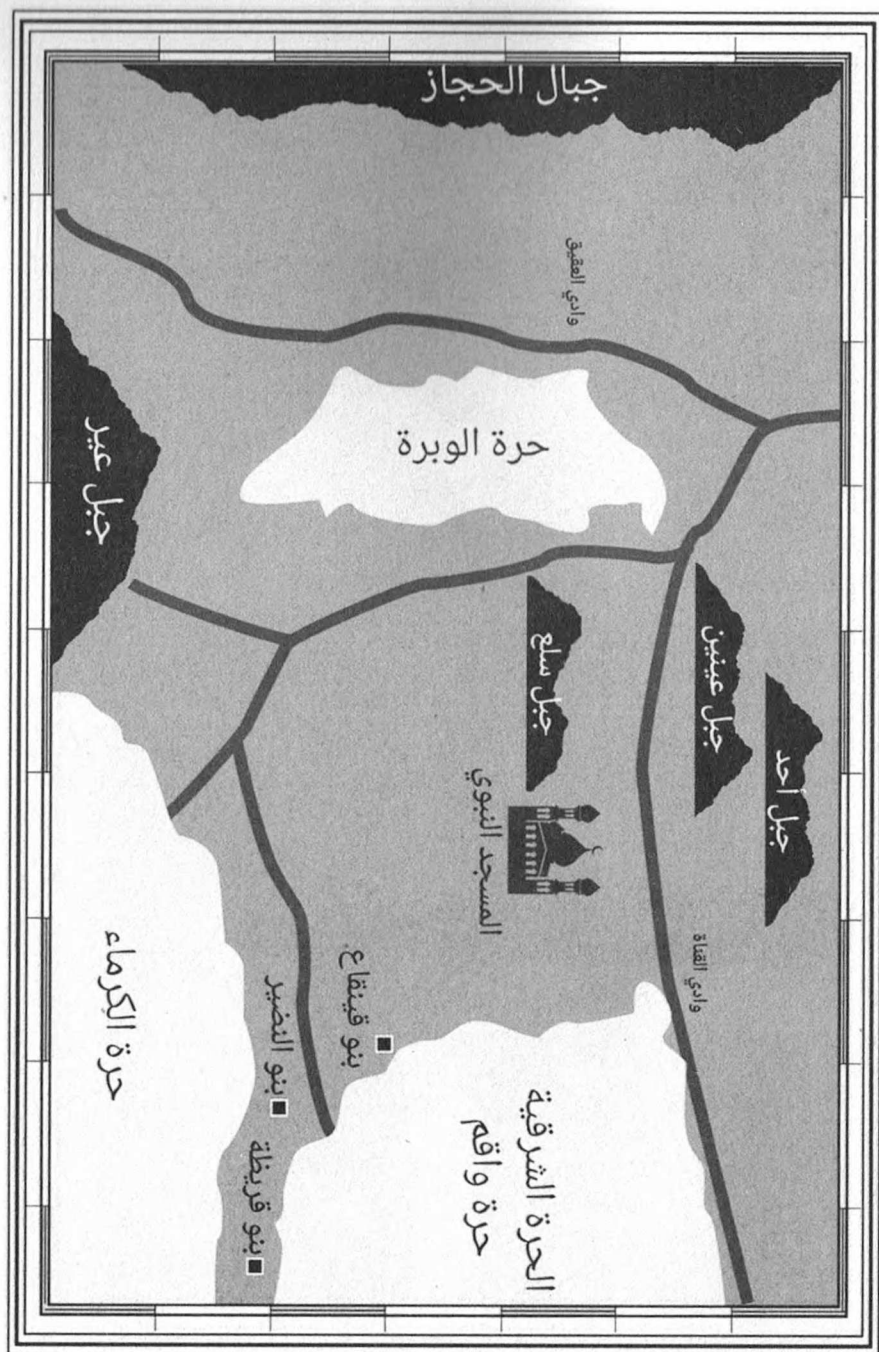 جبال الحجاز
وادي العقيق
حرة الوبرة
جبل عير
جبل سلع
جبل عينين
جبل أحد
المسجد النبوي
وادي القناة
بنو قينقاع
بنو النضير
بنو قريظة
حرة الكرماء
الحرة الشرقية
حرة واقم